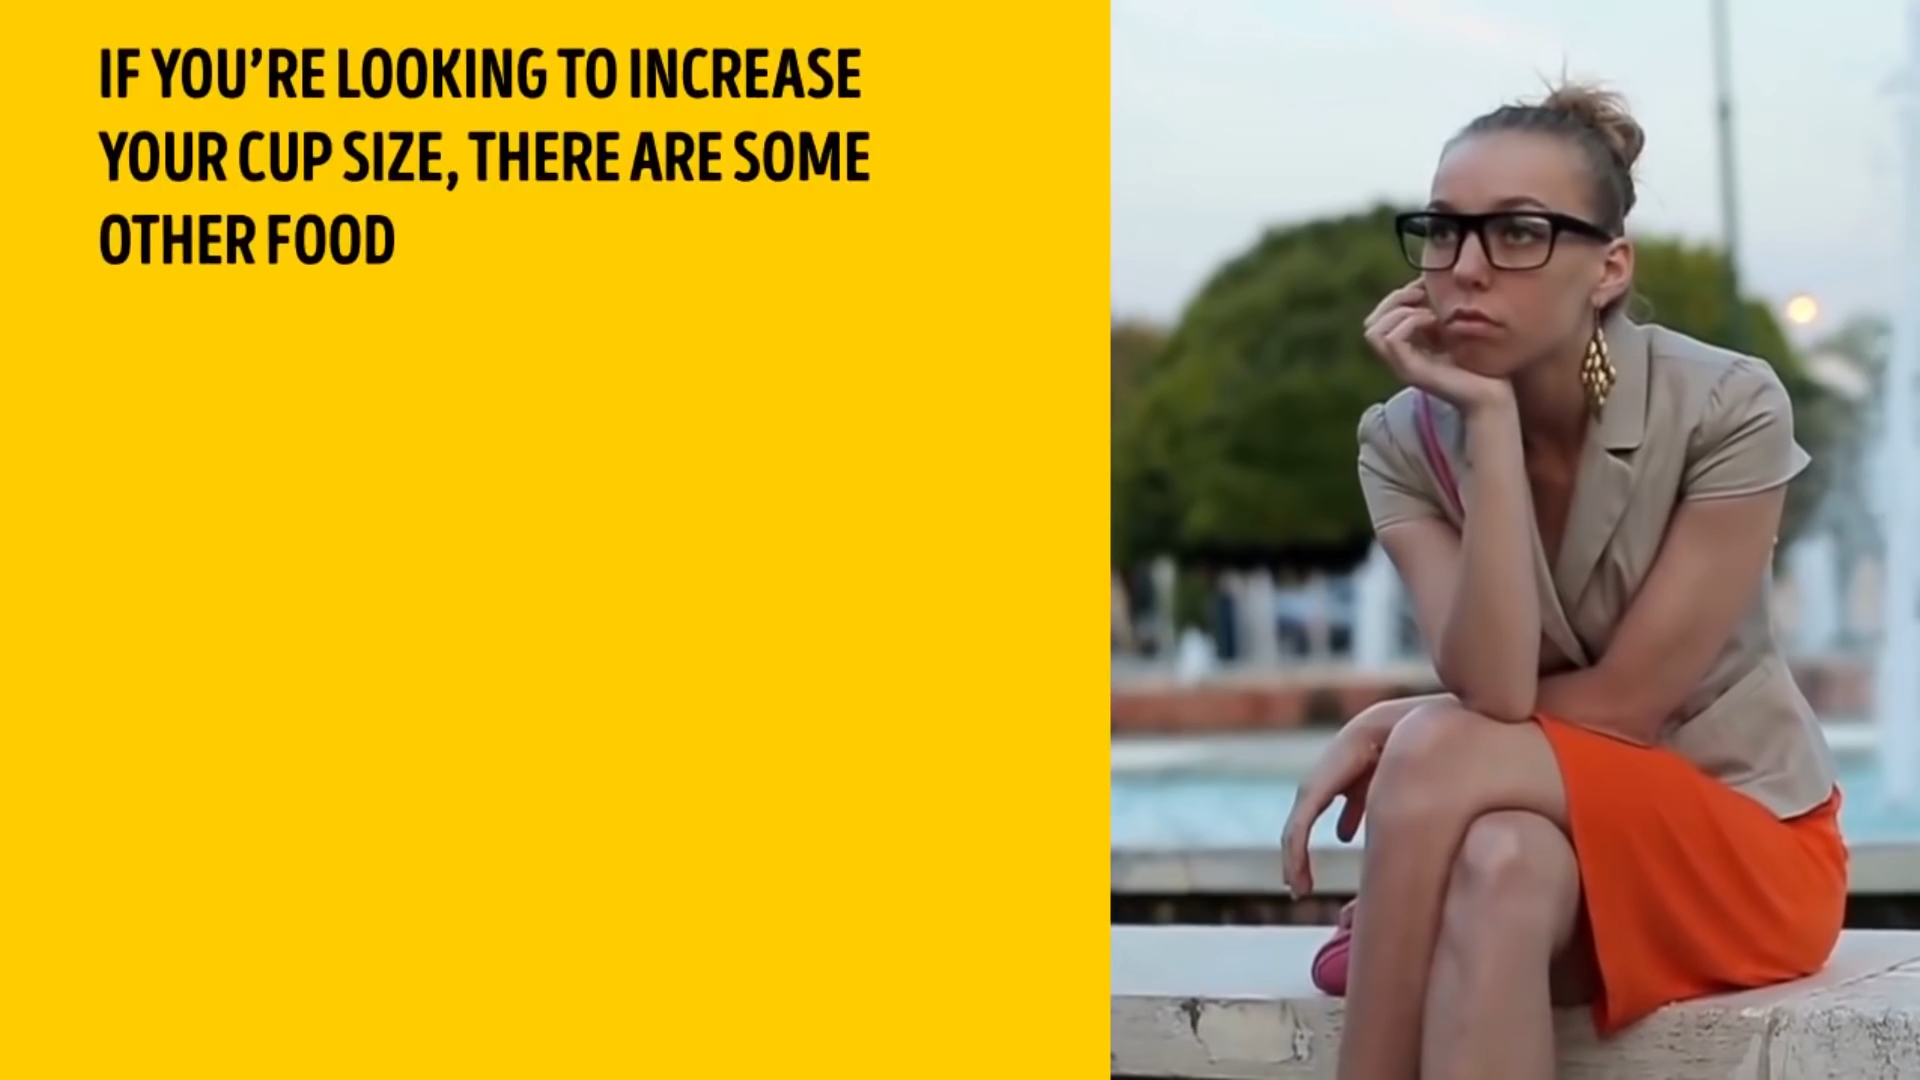 IF YOU’RE LOOKING TO INCREASE
YOUR CUP SIZE, THERE ARE SOME
OTHER FOOD